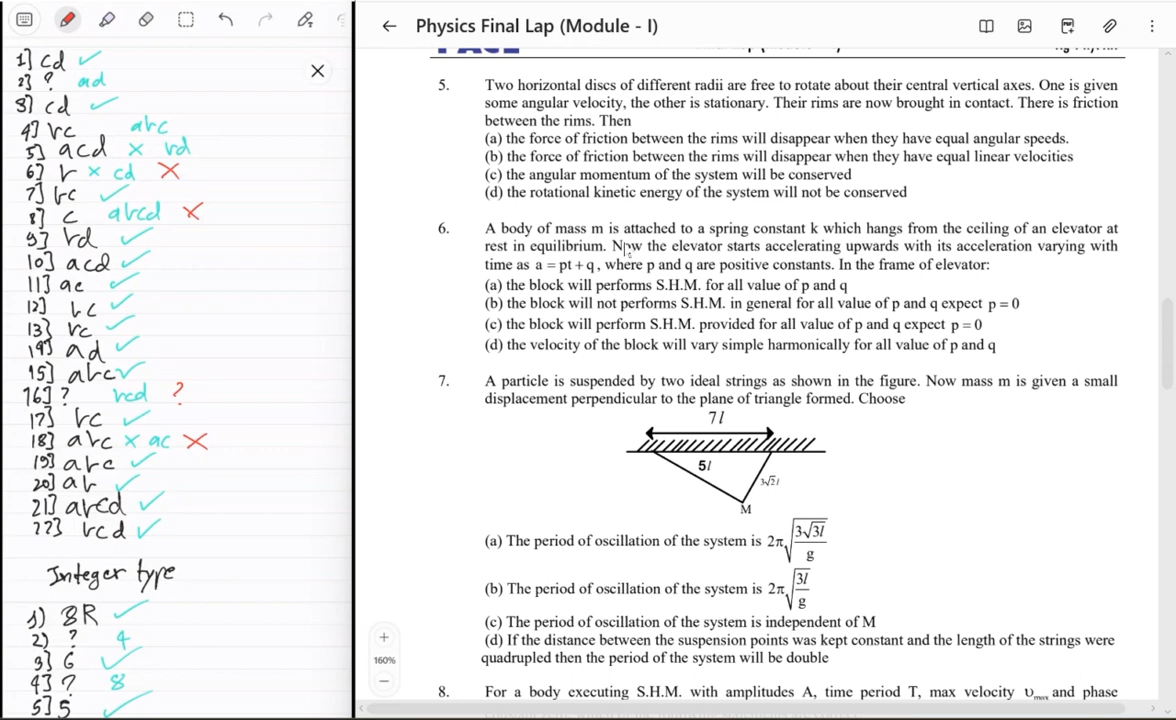 1] cd
2] ? ad
3] cd
4] bc abc
5] acd × bd
6] b × cd
7] bc
8] c abcd
9] bd
10] acd
11] ac
12] bc
13] bc
14] ad
15] abc
16] ? bcd ?
17] bc
18] abc × ac
19] abc
20] ab
21] abcd
22] bcd
Integer type
1) 8R
2) ? 4
3] 6
4] ? 8
5] 5
Physics Final Lap (Module - I)
5. Two horizontal discs of different radii are free to rotate about their central vertical axes. One is given
some angular velocity, the other is stationary. Their rims are now brought in contact. There is friction
between the rims. Then
(a) the force of friction between the rims will disappear when they have equal angular speeds.
(b) the force of friction between the rims will disappear when they have equal linear velocities
(c) the angular momentum of the system will be conserved
(d) the rotational kinetic energy of the system will not be conserved
6. A body of mass m is attached to a spring constant k which hangs from the ceiling of an elevator at
rest in equilibrium. Now the elevator starts accelerating upwards with its acceleration varying with
time as a = pt + q, where p and q are positive constants. In the frame of elevator:
(a) the block will performs S.H.M. for all value of p and q
(b) the block will not performs S.H.M. in general for all value of p and q expect p = 0
(c) the block will perform S.H.M. provided for all value of p and q expect p = 0
(d) the velocity of the block will vary simple harmonically for all value of p and q
7. A particle is suspended by two ideal strings as shown in the figure. Now mass m is given a small
displacement perpendicular to the plane of triangle formed. Choose
7l
5l
3√2l
M
(a) The period of oscillation of the system is 2π√(3√3l/g)
(b) The period of oscillation of the system is 2π√(3l/g)
(c) The period of oscillation of the system is independent of M
(d) If the distance between the suspension points was kept constant and the length of the strings were
quadrupled then the period of the system will be double
160%
8. For a body executing S.H.M. with amplitudes A, time period T, max velocity υmax and phase